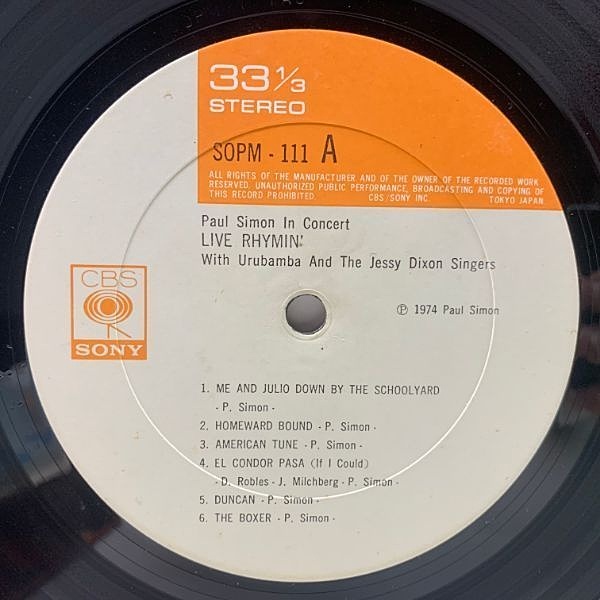 33 1/3
STEREO
SOPM - 111 A
ALL RIGHTS OF THE MANUFACTURER AND OF THE OWNER OF THE RECORDED WORK
RESERVED. UNAUTHORIZED PUBLIC PERFORMANCE, BROADCASTING AND COPYING OF
THIS RECORD PROHIBITED. CBS/SONY INC. TOKYO JAPAN
Paul Simon In Concert
LIVE RHYMIN'
With Urubamba And The Jessy Dixon Singers
CBS
SONY
℗ 1974 Paul Simon
1. ME AND JULIO DOWN BY THE SCHOOLYARD
- P. Simon -
2. HOMEWARD BOUND - P. Simon -
3. AMERICAN TUNE - P. Simon -
4. EL CONDOR PASA (If I Could)
- D. Robles - J. Milchberg - P. Simon -
5. DUNCAN - P. Simon -
6. THE BOXER - P. Simon -